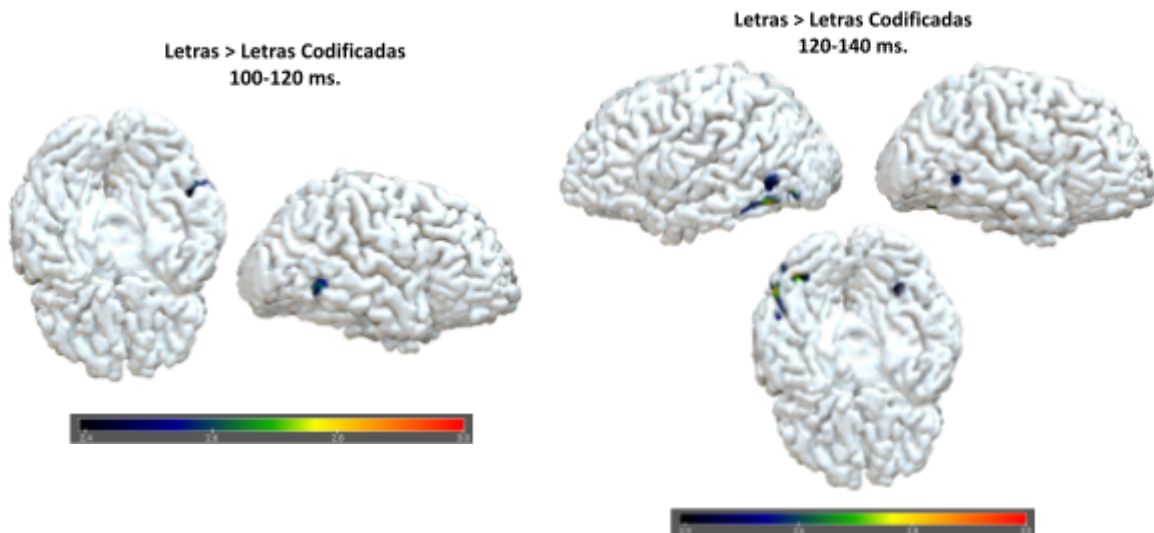 Letras > Letras Codificadas
100-120 ms.
Letras > Letras Codificadas
120-140 ms.